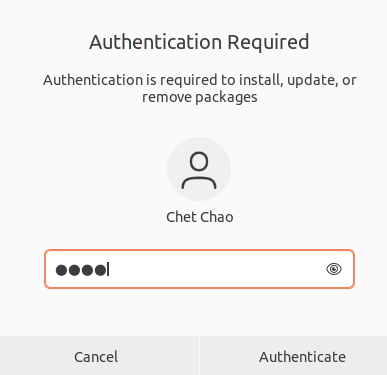 Authentication Required
Authentication is required to install, update, or
remove packages
Chet Chao
●●●●
Cancel
Authenticate